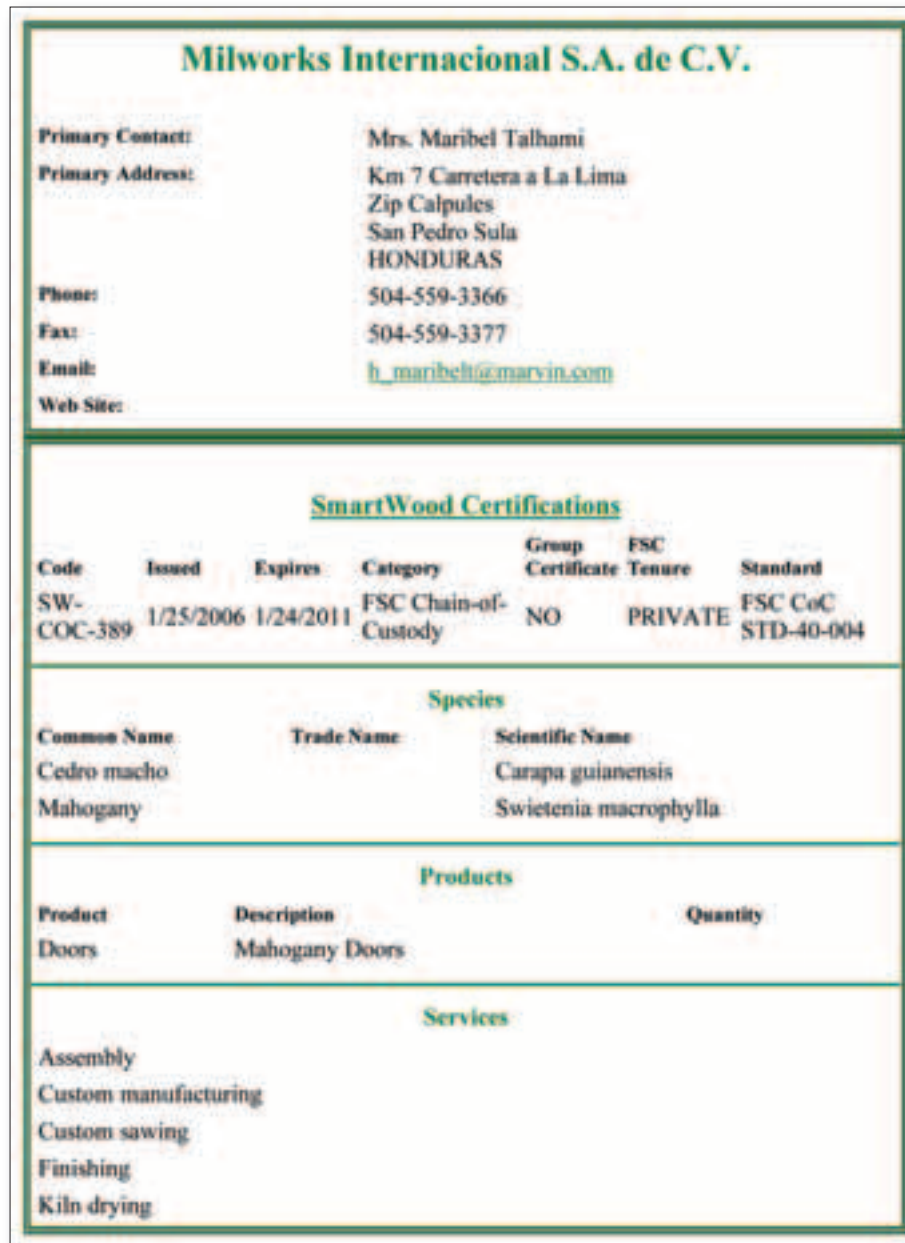 Milworks Internacional S.A. de C.V.
Primary Contact: Mrs. Maribel Talhami
Primary Address: Km 7 Carretera a La Lima
Zip Calpules
San Pedro Sula
HONDURAS
Phone: 504-559-3366
Fax: 504-559-3377
Email: h_maribelt@marvin.com
Web Site:
SmartWood Certifications
Group FSC
Code Issued Expires Category Certificate Tenure Standard
SW- FSC Chain-of- FSC CoC
COC-389 1/25/2006 1/24/2011 Custody NO PRIVATE STD-40-004
Species
Common Name Trade Name Scientific Name
Cedro macho Carapa guianensis
Mahogany Swietenia macrophylla
Products
Product Description Quantity
Doors Mahogany Doors
Services
Assembly
Custom manufacturing
Custom sawing
Finishing
Kiln drying